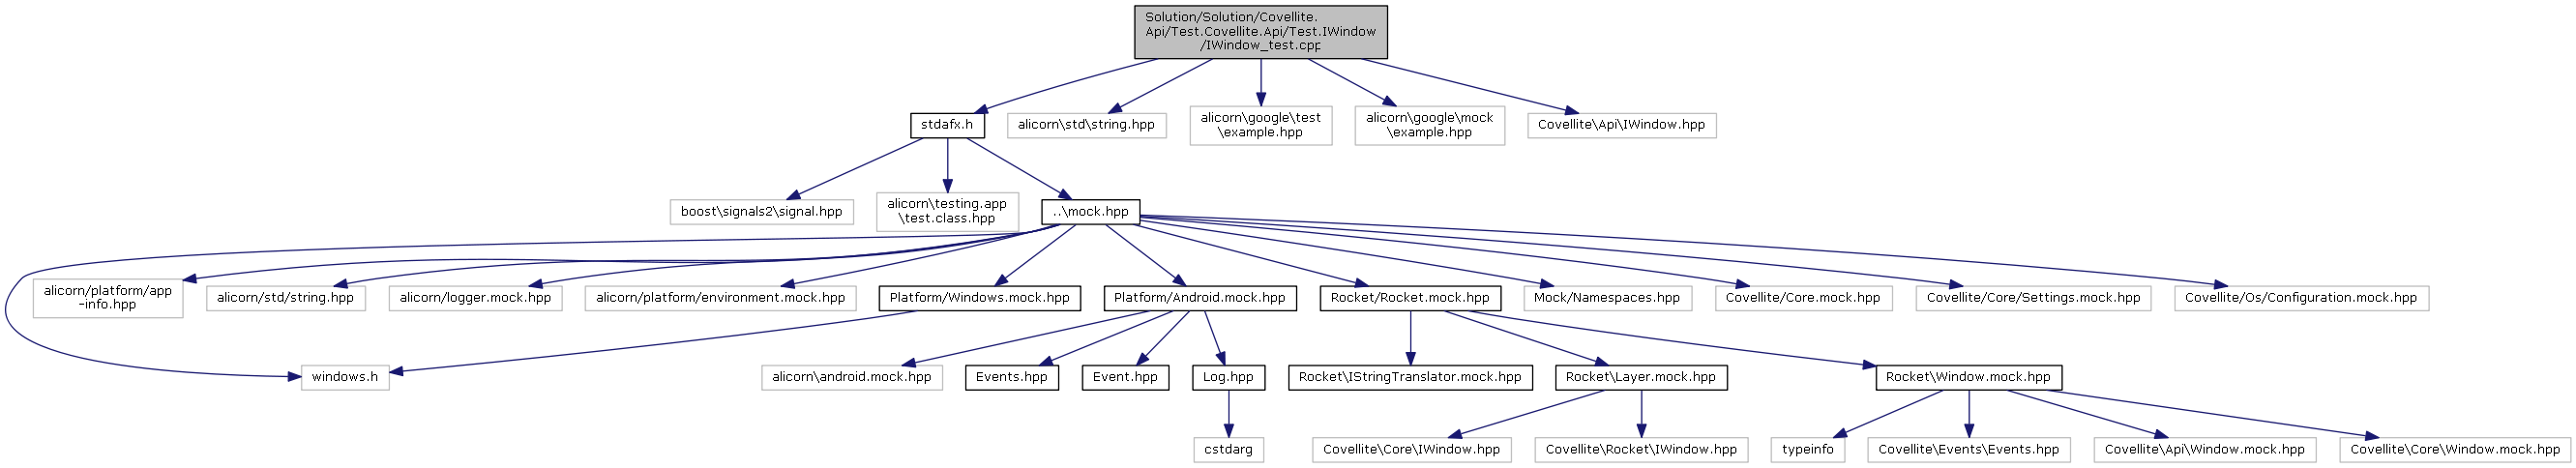 Solution/Solution/Covellite.
Api/Test.Covellite.Api/Test.IWindow
/IWindow_test.cpp
stdafx.h
alicorn\std\string.hpp
alicorn\google\test
\example.hpp
alicorn\google\mock
\example.hpp
Covellite\Api\IWindow.hpp
boost\signals2\signal.hpp
alicorn\testing.app
\test.class.hpp
..\mock.hpp
alicorn/platform/app
-info.hpp
alicorn/std/string.hpp
alicorn/logger.mock.hpp
alicorn/platform/environment.mock.hpp
Platform/Windows.mock.hpp
Platform/Android.mock.hpp
Rocket/Rocket.mock.hpp
Mock/Namespaces.hpp
Covellite/Core.mock.hpp
Covellite/Core/Settings.mock.hpp
Covellite/Os/Configuration.mock.hpp
windows.h
alicorn\android.mock.hpp
Events.hpp
Event.hpp
Log.hpp
Rocket\IStringTranslator.mock.hpp
Rocket\Layer.mock.hpp
Rocket\Window.mock.hpp
cstdarg
Covellite\Core\IWindow.hpp
Covellite\Rocket\IWindow.hpp
typeinfo
Covellite\Events\Events.hpp
Covellite\Api\Window.mock.hpp
Covellite\Core\Window.mock.hpp